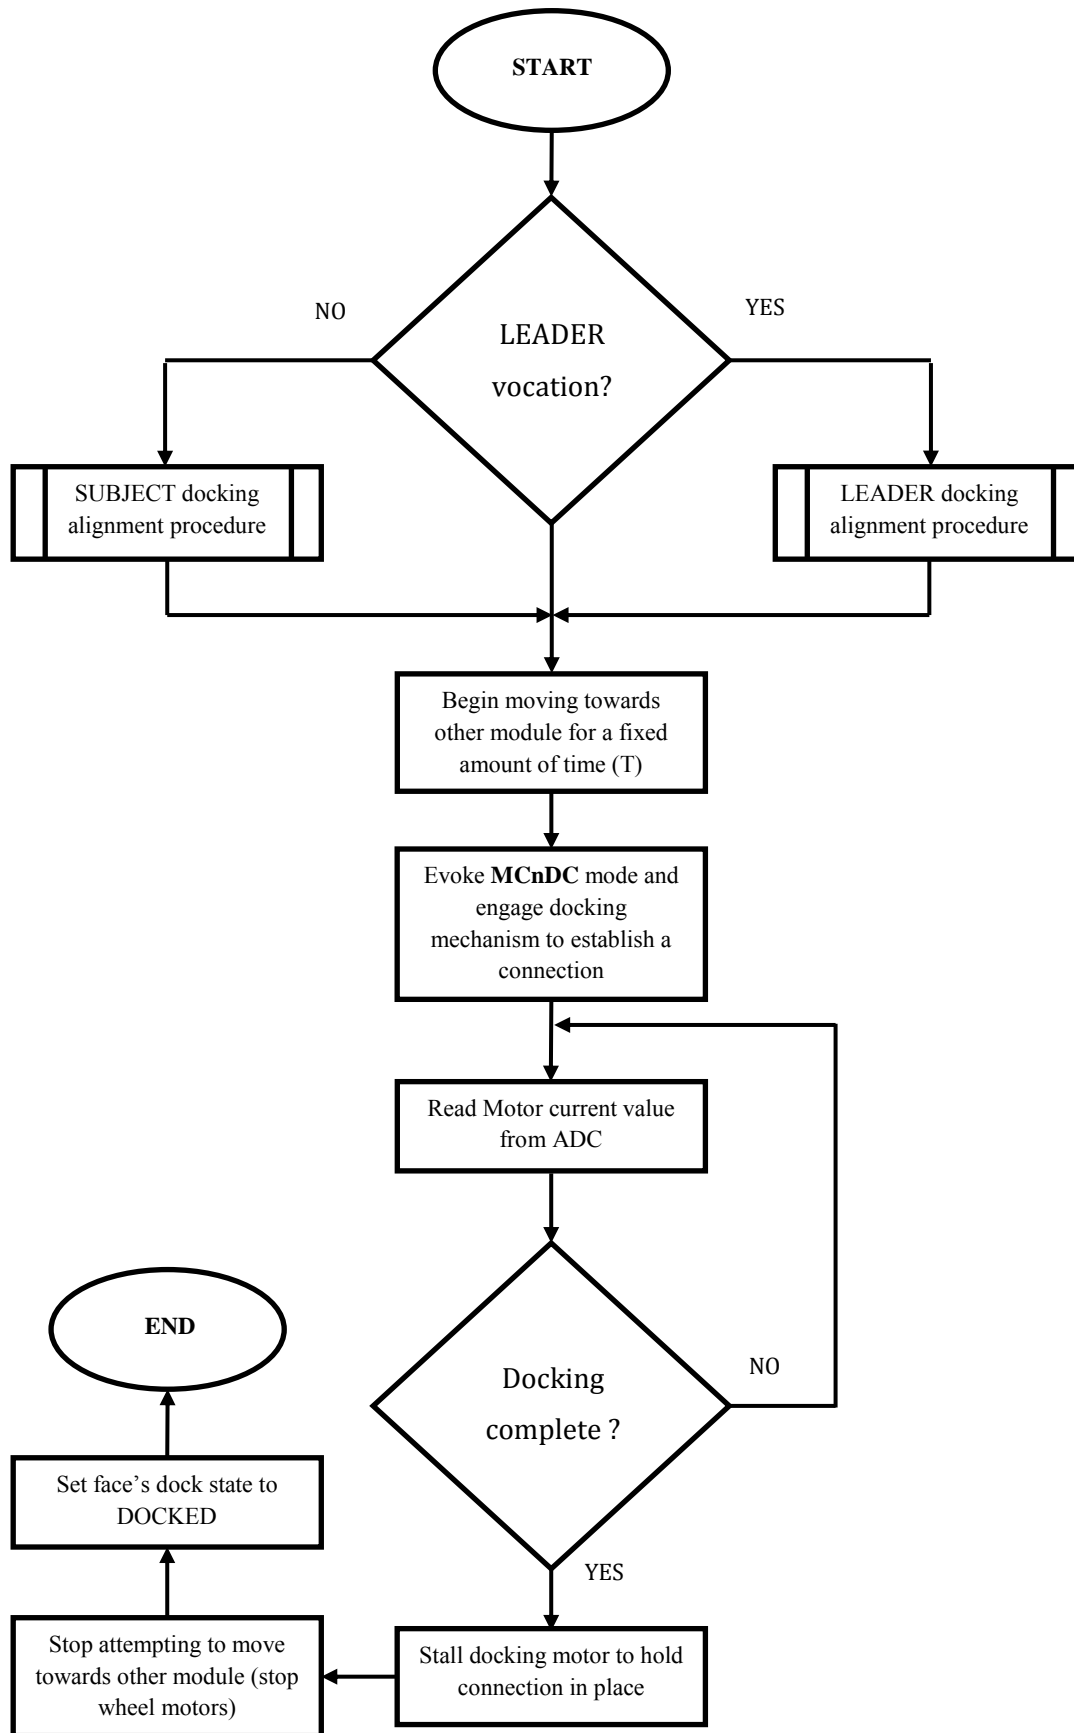 START
LEADER
vocation?
NO
YES
SUBJECT docking
alignment procedure
LEADER docking
alignment procedure
Begin moving towards
other module for a fixed
amount of time (T)
Evoke MCnDC mode and
engage docking
mechanism to establish a
connection
Read Motor current value
from ADC
Docking
complete ?
NO
YES
Stall docking motor to hold
connection in place
Stop attempting to move
towards other module (stop
wheel motors)
Set face’s dock state to
DOCKED
END